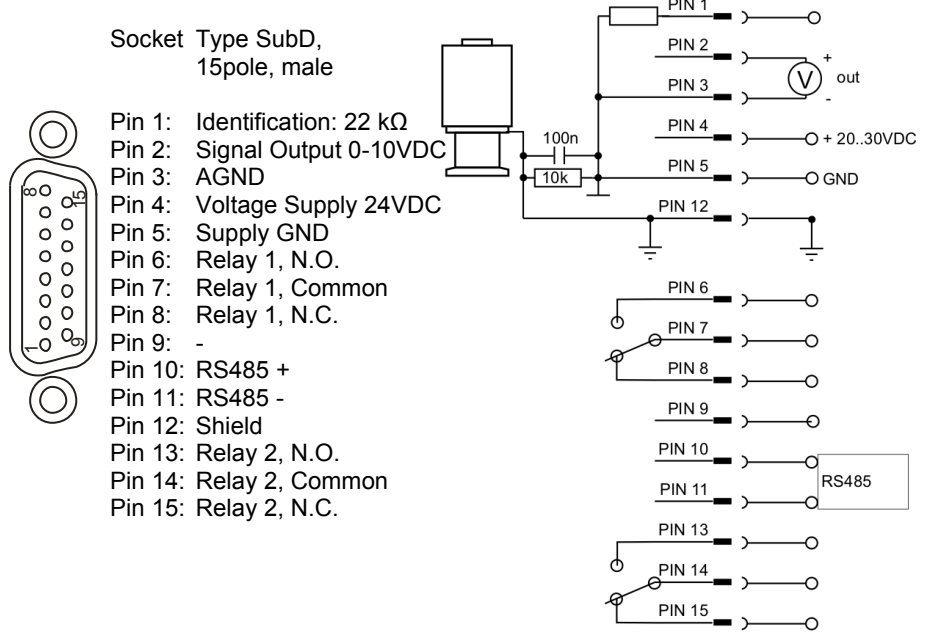 Socket Type SubD,
15pole, male
Pin 1: Identification: 22 kΩ
Pin 2: Signal Output 0-10VDC
Pin 3: AGND
Pin 4: Voltage Supply 24VDC
Pin 5: Supply GND
Pin 6: Relay 1, N.O.
Pin 7: Relay 1, Common
Pin 8: Relay 1, N.C.
Pin 9: -
Pin 10: RS485 +
Pin 11: RS485 -
Pin 12: Shield
Pin 13: Relay 2, N.O.
Pin 14: Relay 2, Common
Pin 15: Relay 2, N.C.
8
15
1
9
100n
10k
PIN 1
PIN 2
+
V
out
PIN 3
-
PIN 4
+ 20..30VDC
PIN 5
GND
PIN 12
PIN 6
PIN 7
PIN 8
PIN 9
PIN 10
RS485
PIN 11
PIN 13
PIN 14
PIN 15